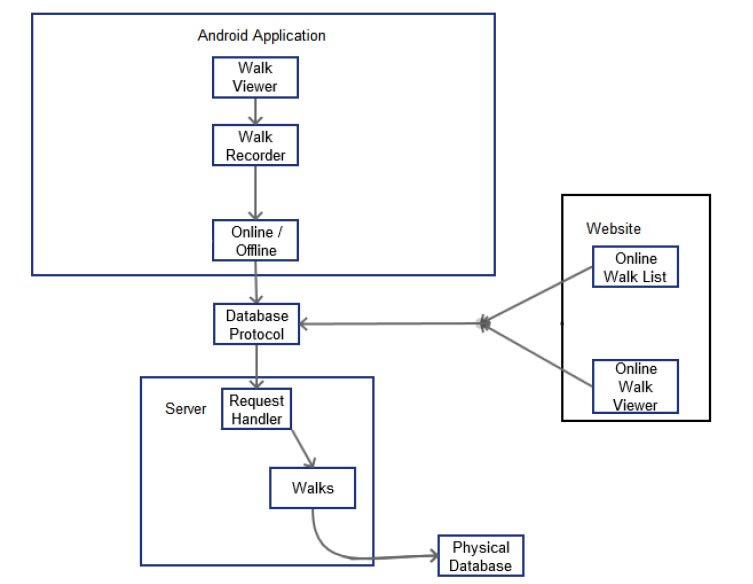 Android Application
Walk
Viewer
Walk
Recorder
Online /
Offline
Website
Online
Walk List
Database
Protocol
Online
Walk
Viewer
Server
Request
Handler
Walks
Physical
Database